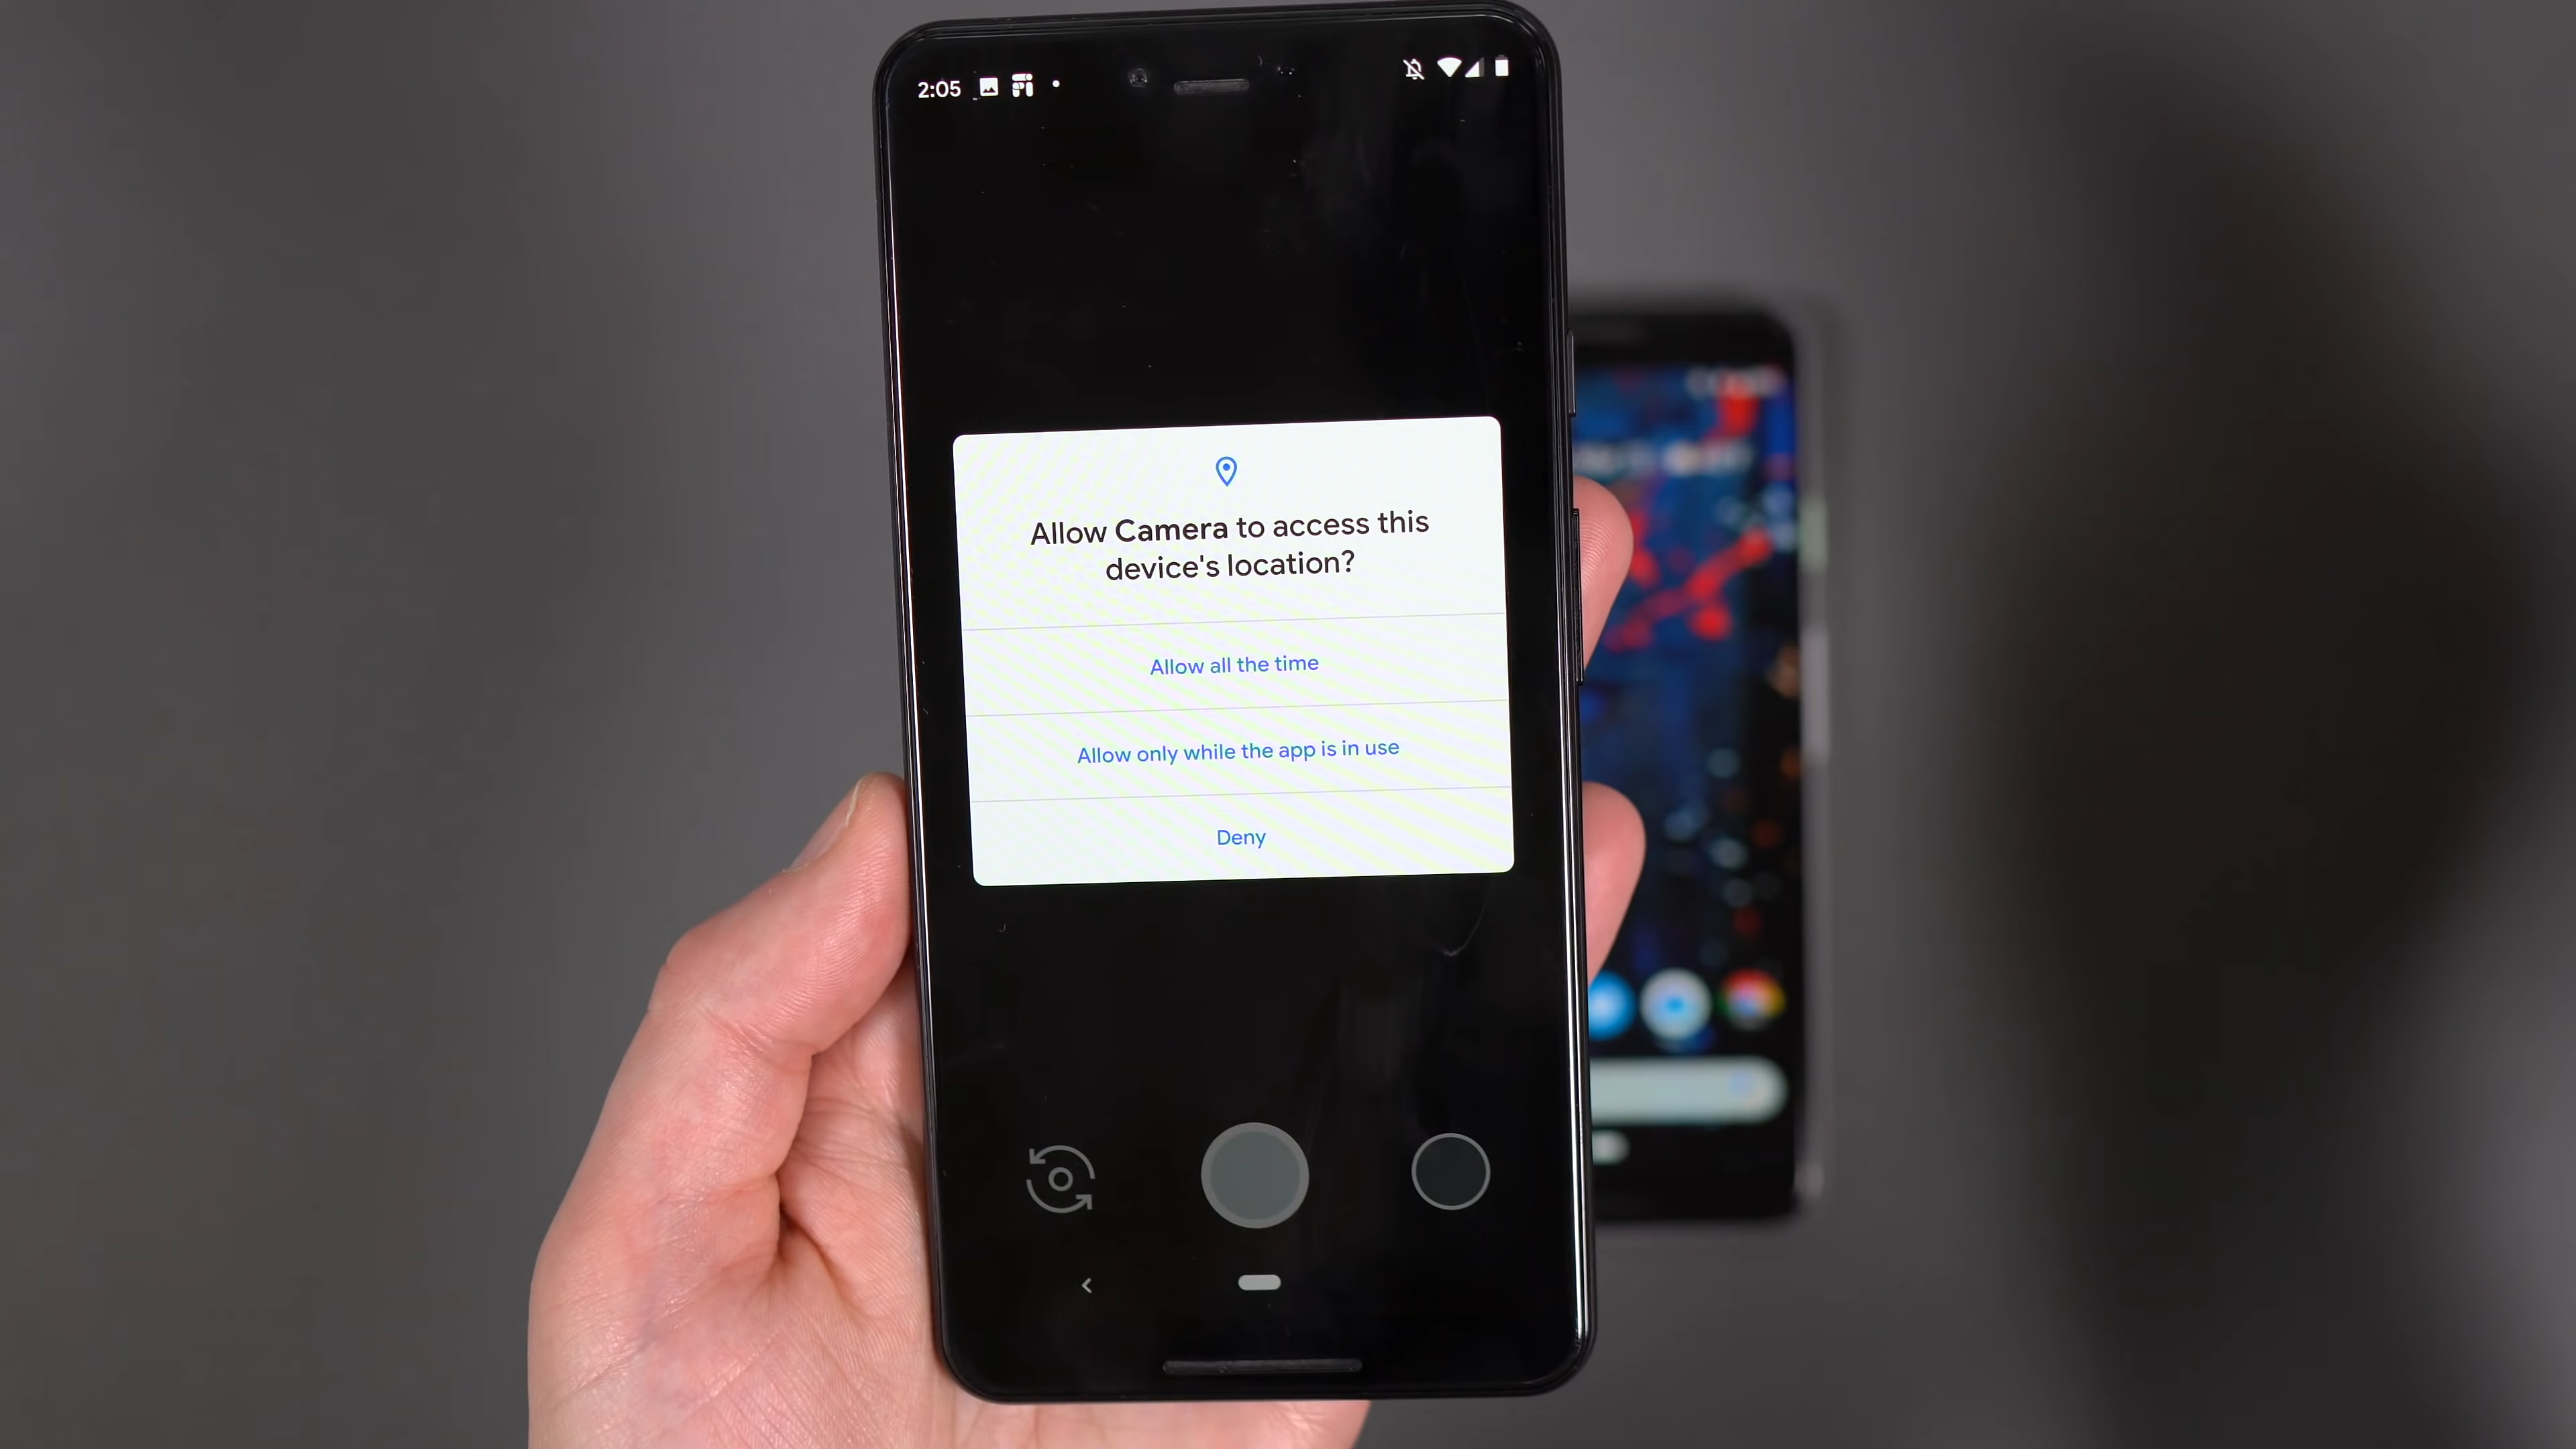 2:05
Allow Camera to access this
device's location?
Allow all the time
Allow only while the app is in use
Deny